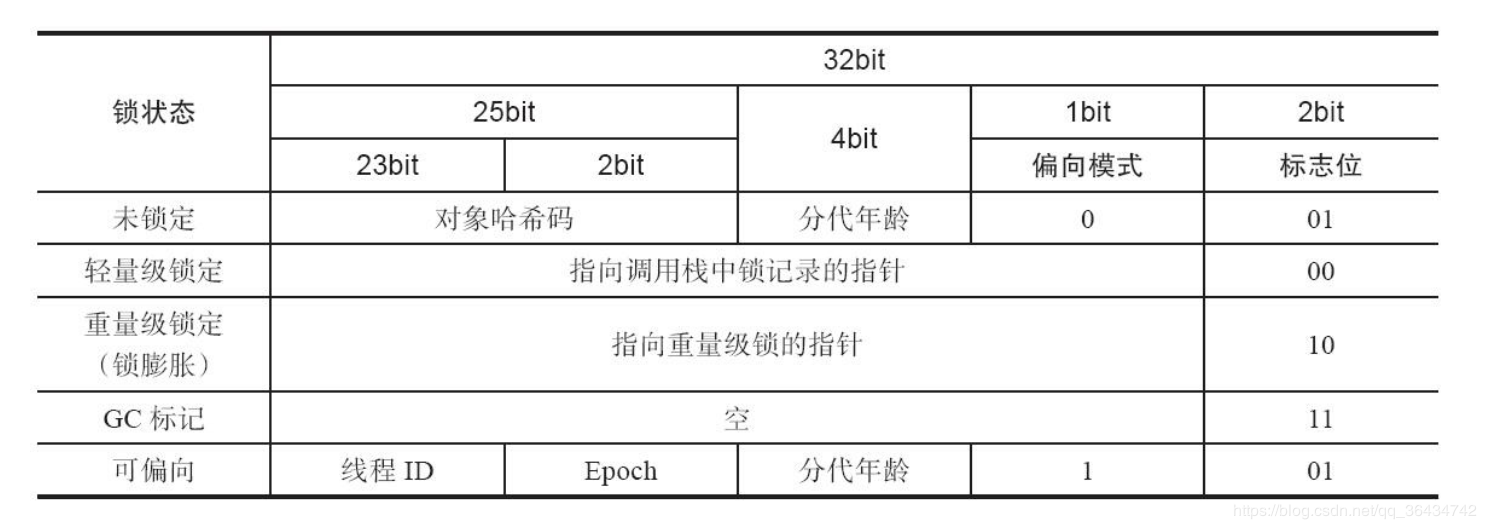 32bit
锁状态
25bit
4bit
1bit
2bit
23bit
2bit
偏向模式
标志位
未锁定
对象哈希码
分代年龄
0
01
轻量级锁定
指向调用栈中锁记录的指针
00
重量级锁定
（锁膨胀）
指向重量级锁的指针
10
GC 标记
空
11
可偏向
线程 ID
Epoch
分代年龄
1
01
https://blog.csdn.net/qq_36434742